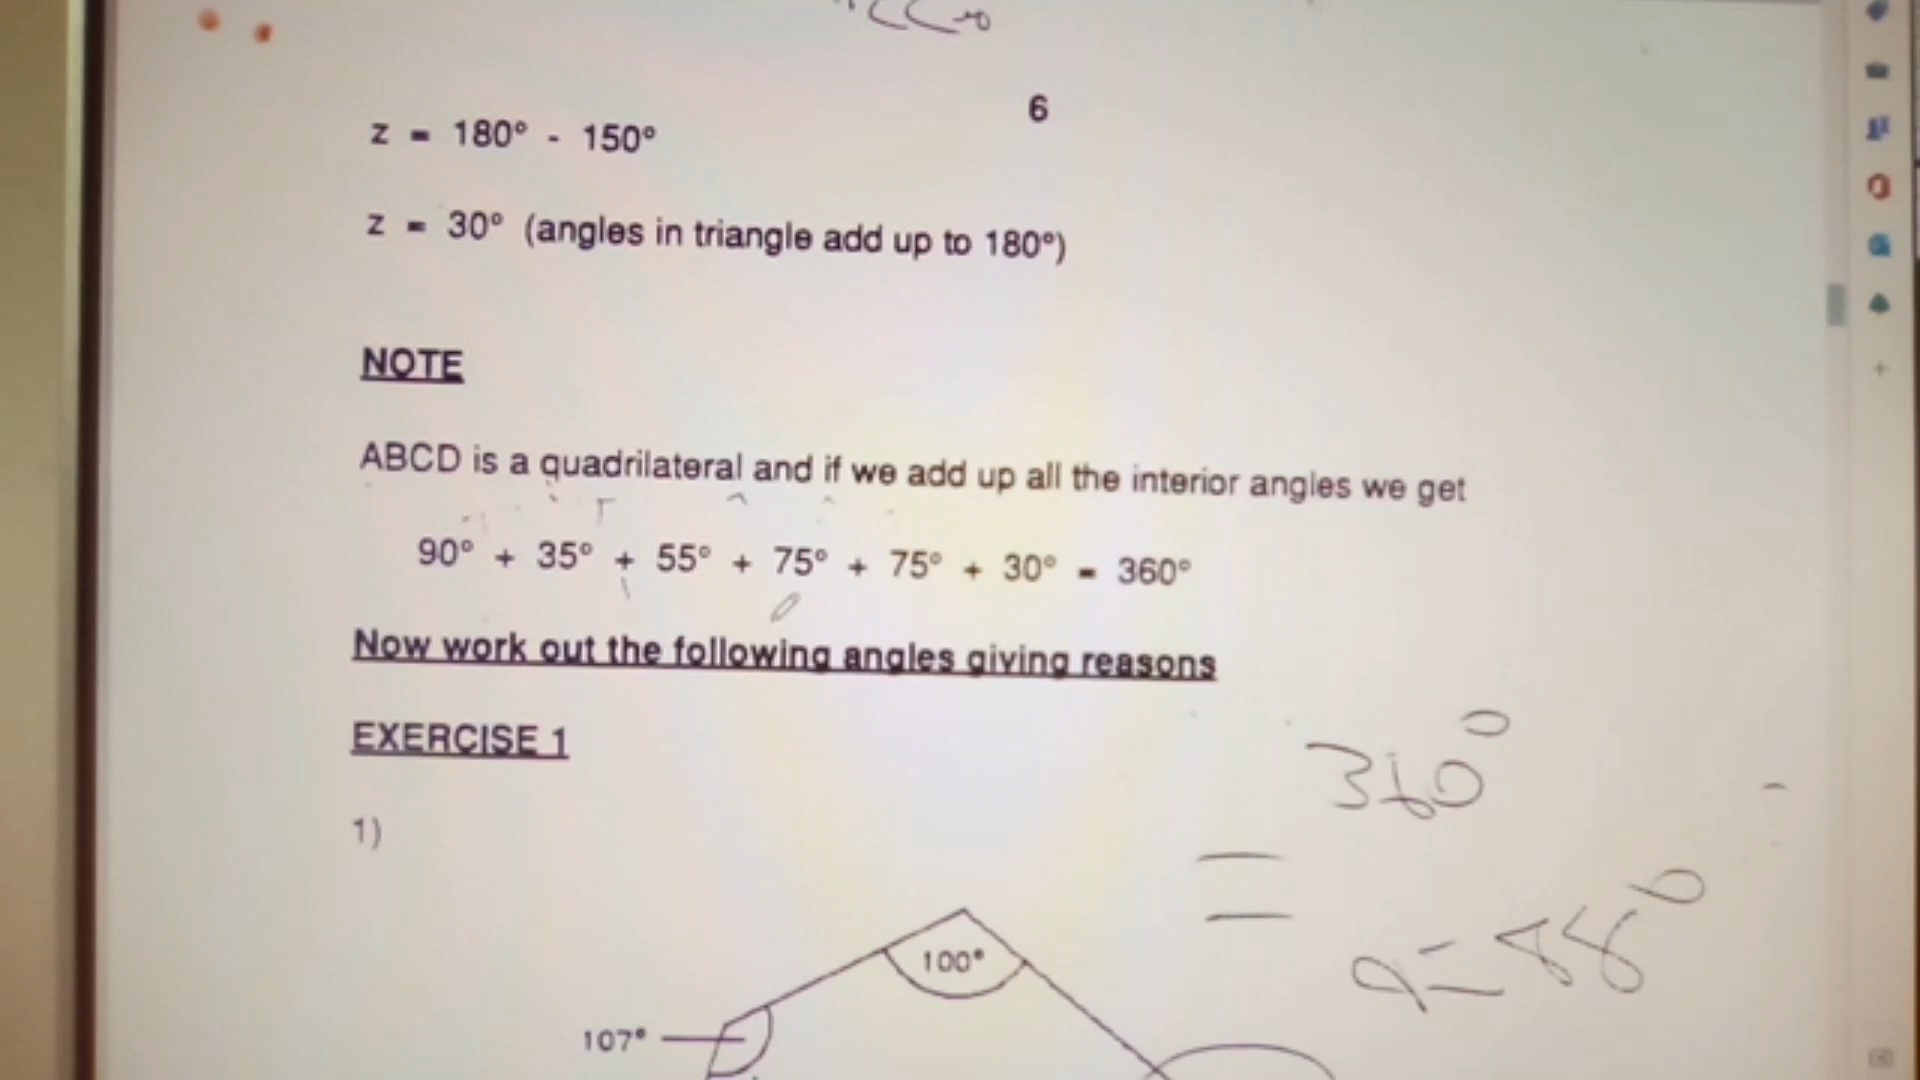 6
z = 180° - 150°
z = 30° (angles in triangle add up to 180°)
NOTE
ABCD is a quadrilateral and if we add up all the interior angles we get
90° + 35° + 55° + 75° + 75° + 30° = 360°
Now work out the following angles giving reasons
EXERCISE 1
360°
1)
=
100°
107°